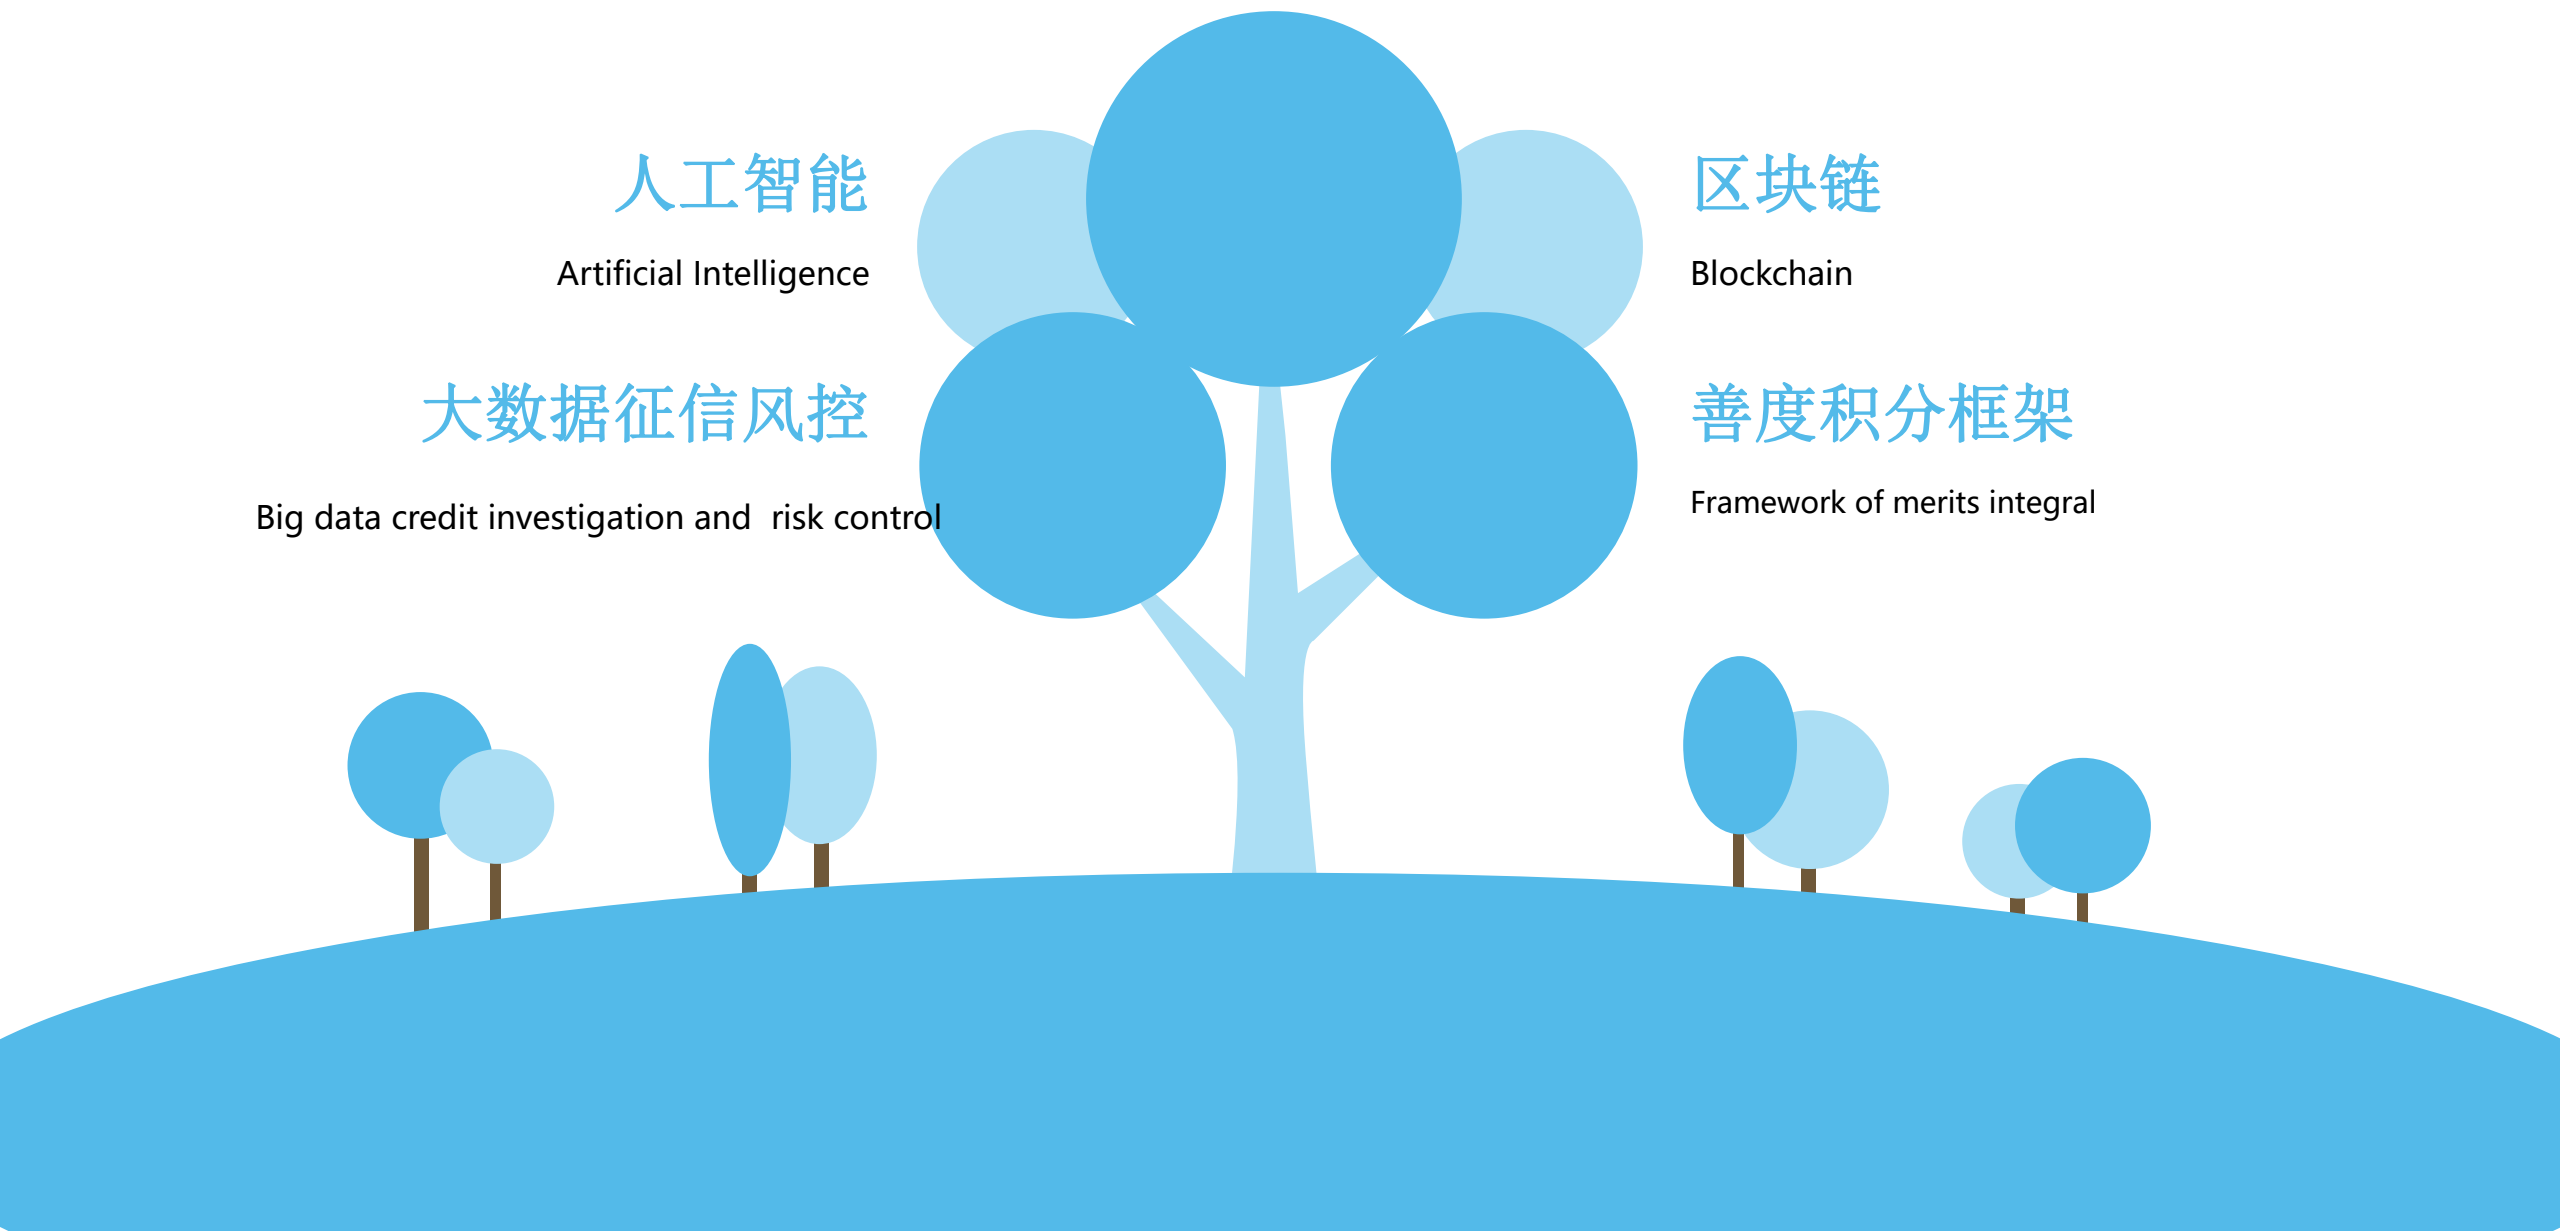 人工智能
Artificial Intelligence
大数据征信风控
Big data credit investigation and  risk control
区块链
Blockchain
善度积分框架
Framework of merits integral